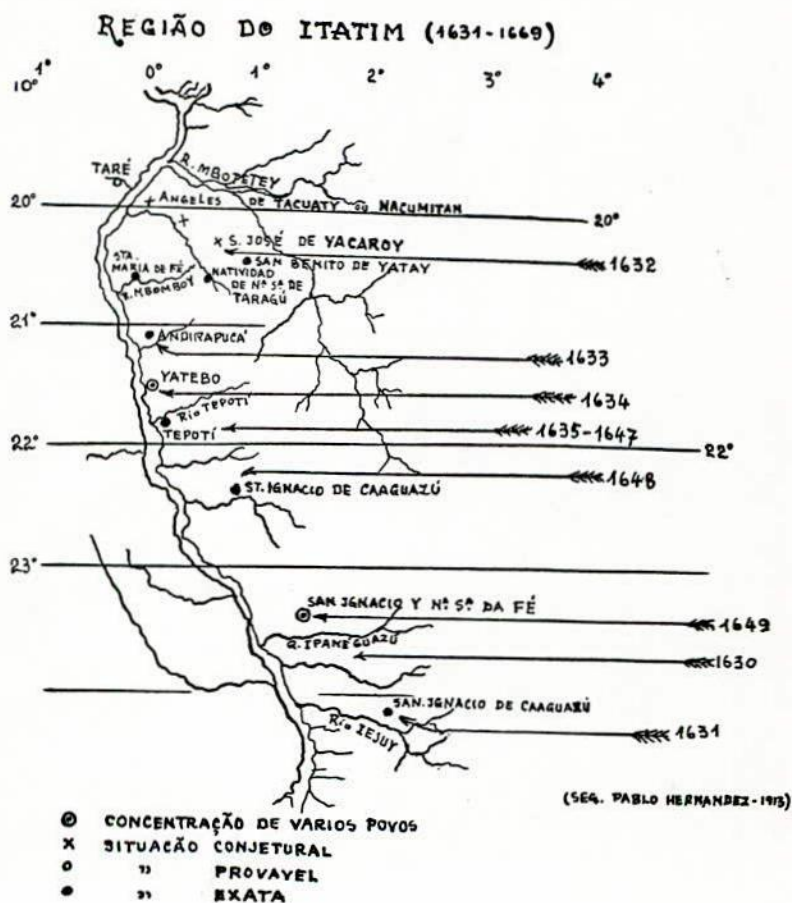 REGIÃO DO ITATIM (1631-1669)
1° 0° 1° 2° 3° 4°
10°
R. MBOTETEY
TARÉ
20° ANGELES DE TACUATY OU NACUMITAN 20°
S. JOSÉ DE YACAROY
STA. MARIA DE FÉ
SAN BENITO DE YATAY
1632
NATIVIDAD DE Nª Sª DE TARAGÚ
R. MBOMBOY
21°
ANDIRAPUCÁ
1633
YATEBO
1634
Río TEPOTÍ
TEPOTÍ
1635-1647
22° 22°
1648
ST. IGNACIO DE CAAGUAZÚ
23°
SAN JGNACIO Y Nª Sª DA FÉ
1649
R. IPANEGUAZÚ
1630
SAN. JGNACIO DE CAAGUAZÚ
Río IEJUY
1631
(SEG. PABLO HERNANDEZ-1913)
CONCENTRAÇÃO DE VARIOS POVOS
SITUAÇÃO CONJETURAL
" PROVAVEL
" EXATA